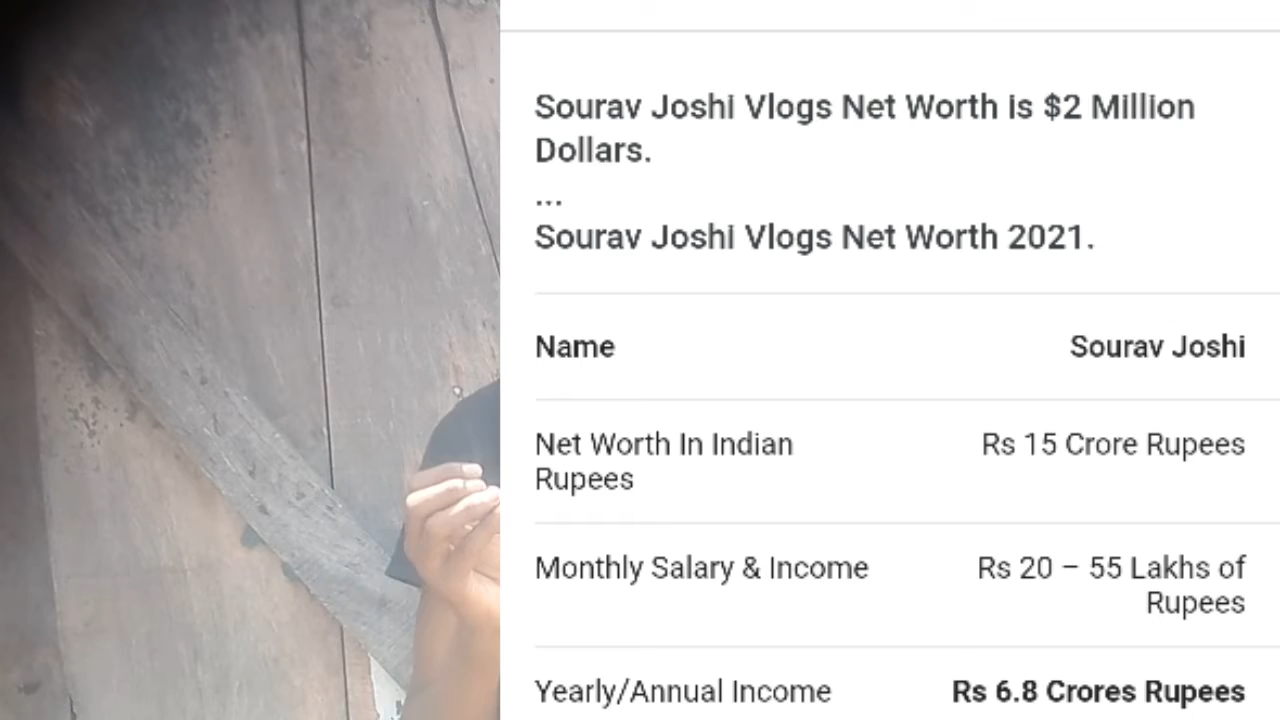 Sourav Joshi Vlogs Net Worth is $2 Million
Dollars.
...
Sourav Joshi Vlogs Net Worth 2021.
Name
Sourav Joshi
Net Worth In Indian
Rupees
Rs 15 Crore Rupees
Monthly Salary & Income
Rs 20 – 55 Lakhs of
Rupees
Yearly/Annual Income
Rs 6.8 Crores Rupees